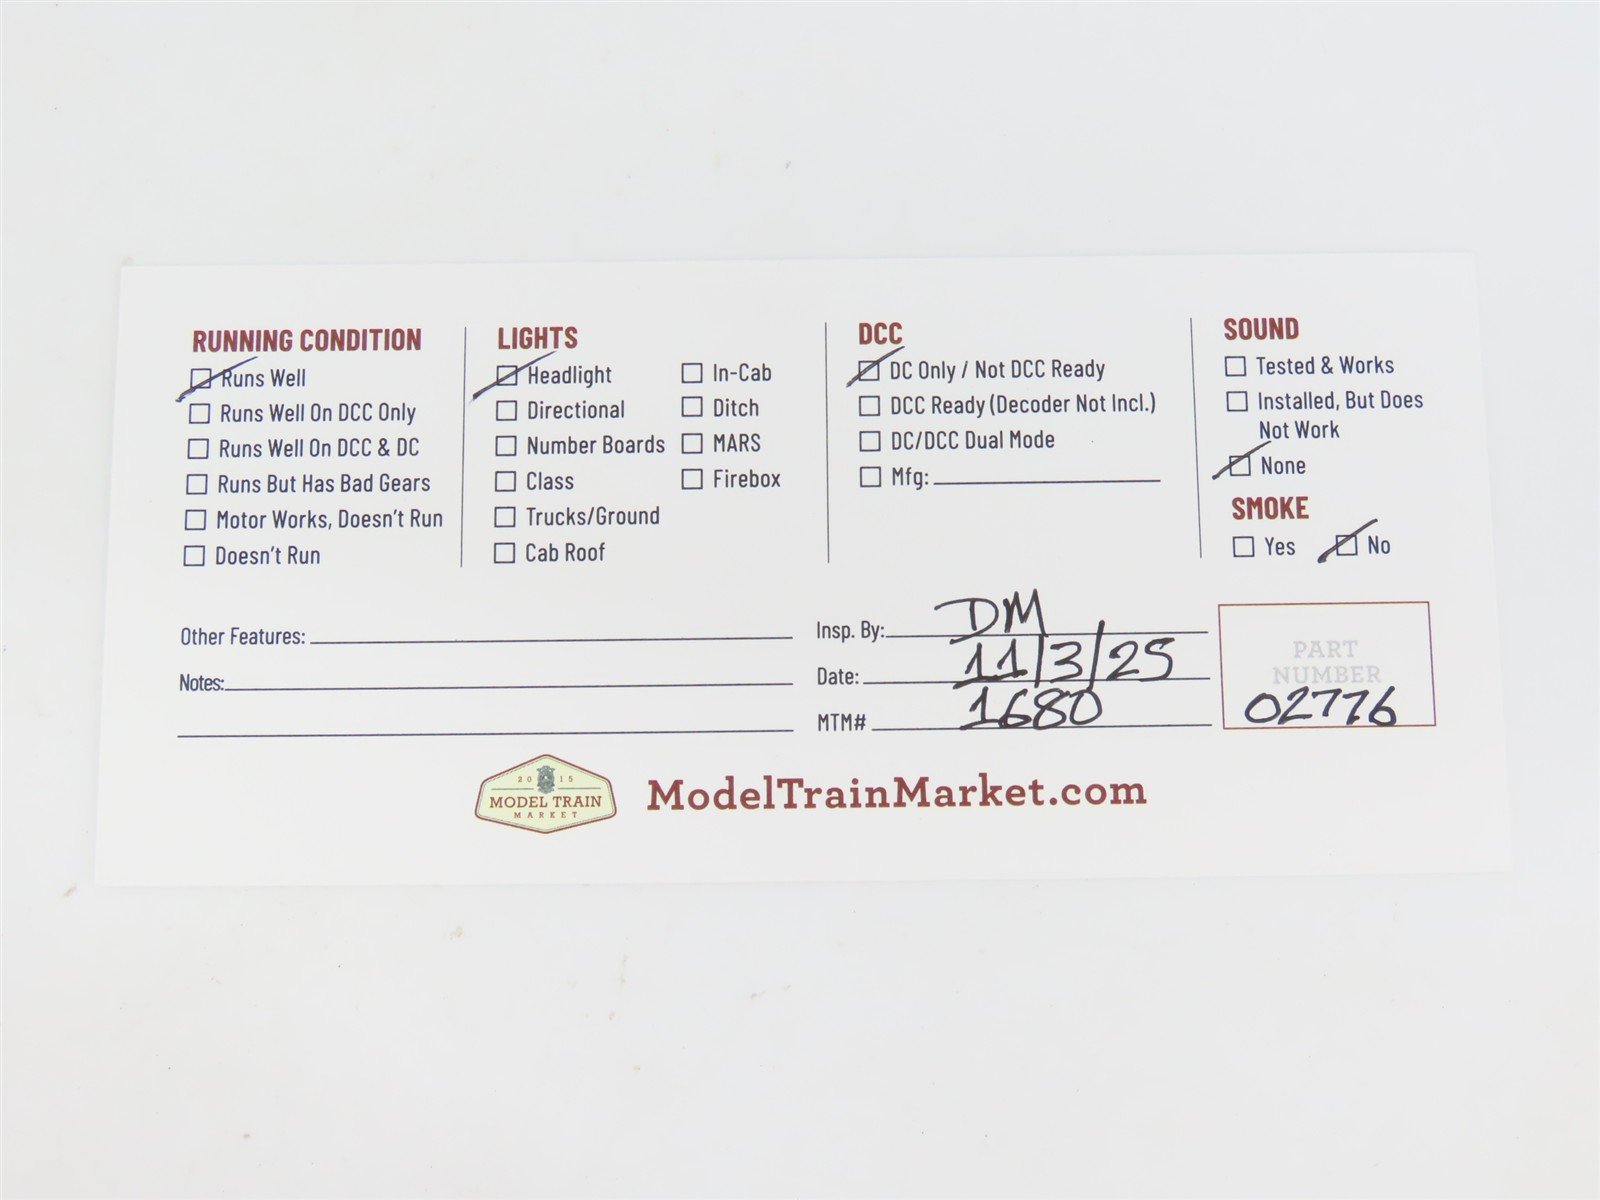 RUNNING CONDITION
Runs Well
Runs Well On DCC Only
Runs Well On DCC & DC
Runs But Has Bad Gears
Motor Works, Doesn't Run
Doesn't Run
LIGHTS
Headlight
Directional
Number Boards
Class
Trucks/Ground
Cab Roof
In-Cab
Ditch
MARS
Firebox
DCC
DC Only / Not DCC Ready
DCC Ready (Decoder Not Incl.)
DC/DCC Dual Mode
Mfg:
SOUND
Tested & Works
Installed, But Does
Not Work
None
SMOKE
Yes No
Other Features:
Notes:
Insp. By: DM
Date: 11/3/25
MTM# 1680
PART
NUMBER
02776
2015
MODEL TRAIN
MARKET
ModelTrainMarket.com